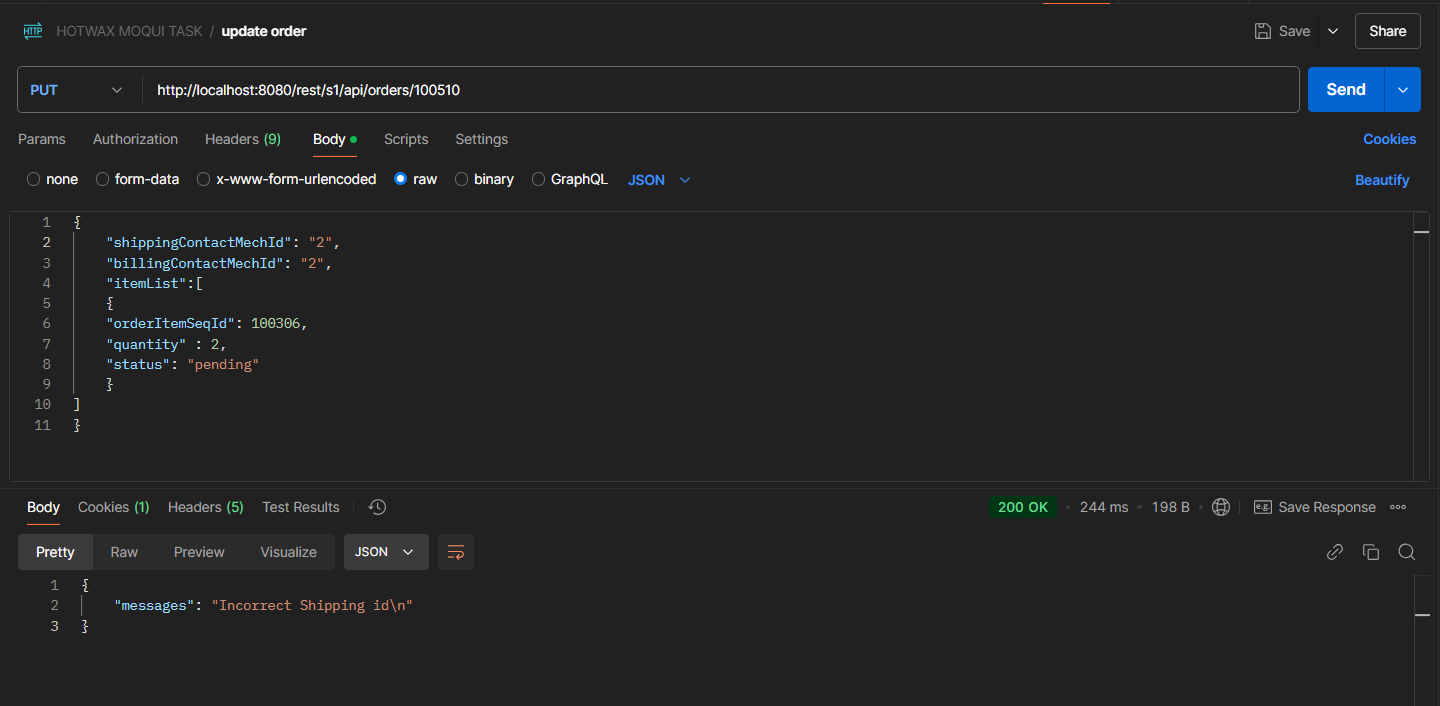 HTTP HOTWAX MOQUI TASK / update order Save Share
PUT http://localhost:8080/rest/s1/api/orders/100510 Send
Params Authorization Headers (9) Body Scripts Settings Cookies
none form-data x-www-form-urlencoded raw binary GraphQL JSON Beautify
1 {
2 "shippingContactMechId": "2",
3 "billingContactMechId": "2",
4 "itemList":[
5 {
6 "orderItemSeqId": 100306,
7 "quantity" : 2,
8 "status": "pending"
9 }
10 ]
11 }
Body Cookies (1) Headers (5) Test Results 200 OK • 244 ms • 198 B • e.g. Save Response
Pretty Raw Preview Visualize JSON
1 {
2 "messages": "Incorrect Shipping id\n"
3 }